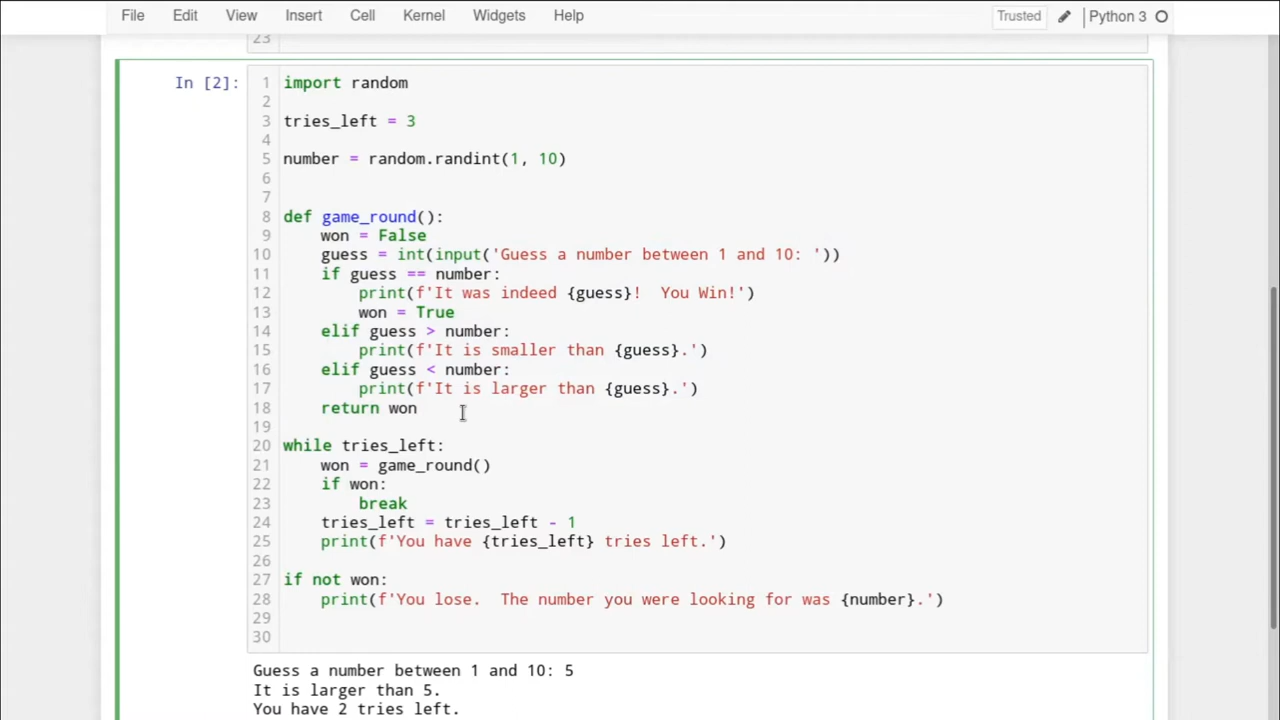 File Edit View Insert Cell Kernel Widgets Help Trusted Python 3
23
In [2]:
1 import random
2
3 tries_left = 3
4
5 number = random.randint(1, 10)
6
7
8 def game_round():
9     won = False
10     guess = int(input('Guess a number between 1 and 10: '))
11     if guess == number:
12         print(f'It was indeed {guess}!  You Win!')
13         won = True
14     elif guess > number:
15         print(f'It is smaller than {guess}.')
16     elif guess < number:
17         print(f'It is larger than {guess}.')
18     return won
19
20 while tries_left:
21     won = game_round()
22     if won:
23         break
24     tries_left = tries_left - 1
25     print(f'You have {tries_left} tries left.')
26
27 if not won:
28     print(f'You lose.  The number you were looking for was {number}.')
29
30
Guess a number between 1 and 10: 5
It is larger than 5.
You have 2 tries left.